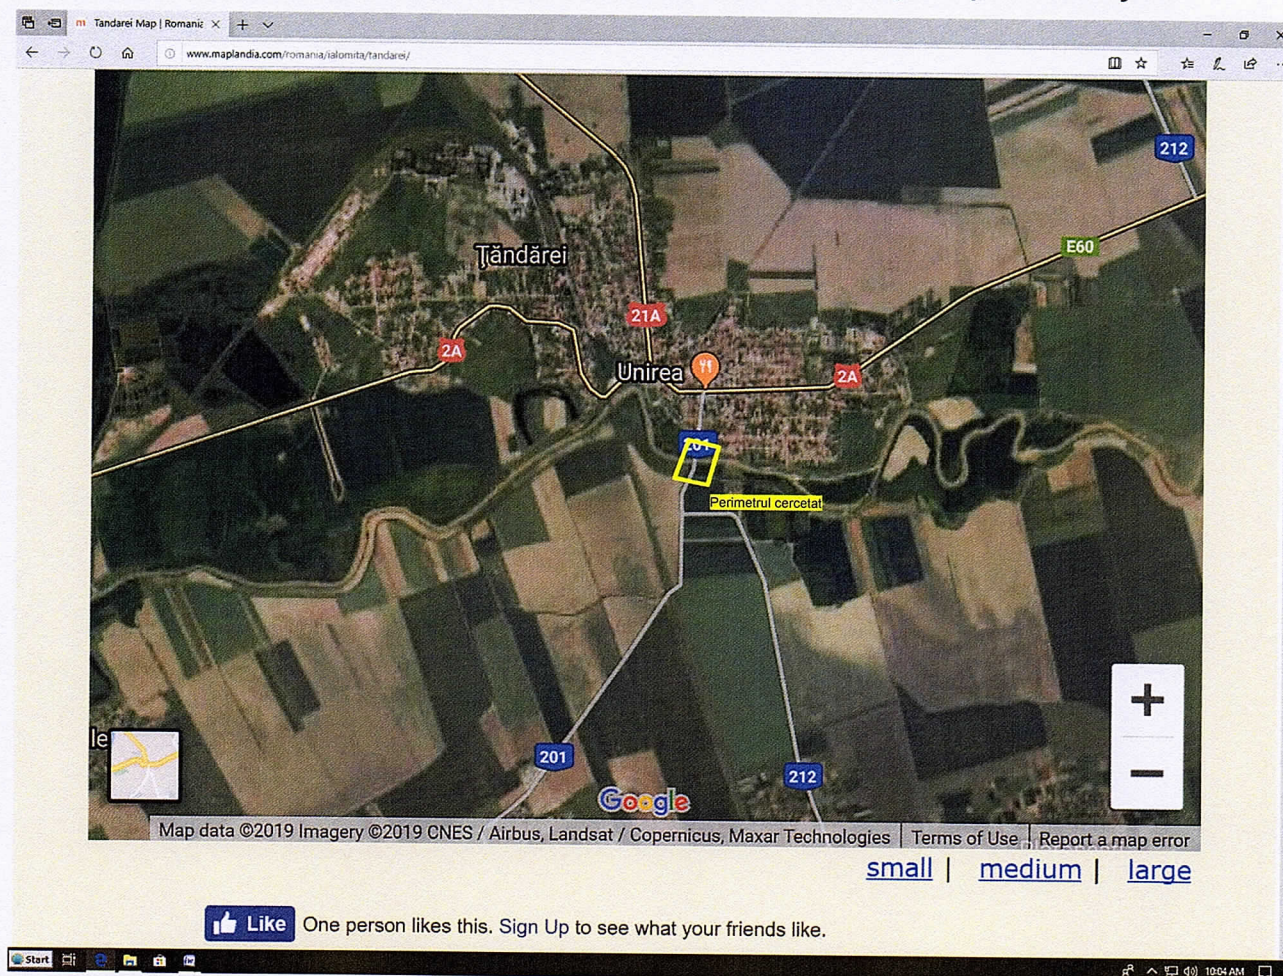 m Tandarei Map | Romania
www.maplandia.com/romania/ialomita/tandarei/
212
E60
Ţăndărei
21A
2A
Unirea
2A
201
Perimetrul cercetat
201
212
le
Google
Map data ©2019 Imagery ©2019 CNES / Airbus, Landsat / Copernicus, Maxar Technologies | Terms of Use | Report a map error
small | medium | large
Like One person likes this. Sign Up to see what your friends like.
Start
10:04 AM